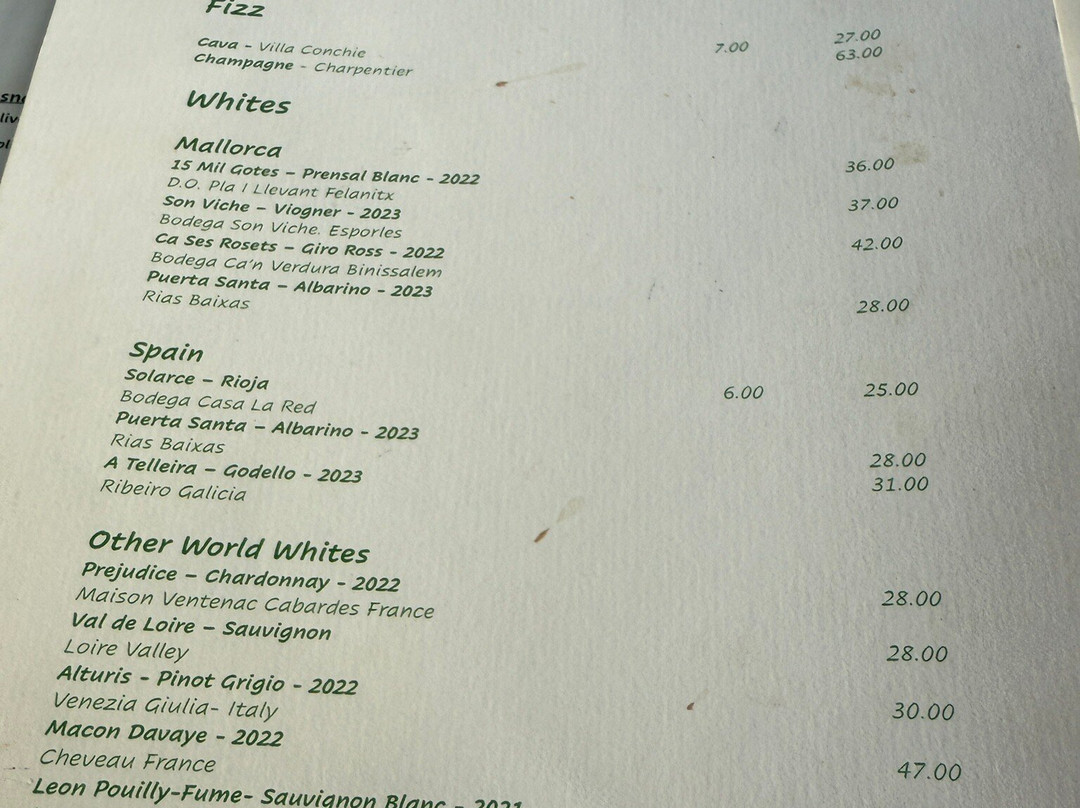 Fizz
Cava - Villa Conchie 7.00 27.00
Champagne - Charpentier 63.00
Whites
Mallorca
15 Mil Gotes – Prensal Blanc - 2022 36.00
D.O. Pla I Llevant Felanitx
Son Viche – Viogner - 2023 37.00
Bodega Son Viche. Esporles
Ca Ses Rosets – Giro Ross - 2022 42.00
Bodega Ca'n Verdura Binissalem
Puerta Santa – Albarino - 2023 28.00
Rias Baixas
Spain
Solarce – Rioja 6.00 25.00
Bodega Casa La Red
Puerta Santa – Albarino - 2023 28.00
Rias Baixas
A Telleira – Godello - 2023 31.00
Ribeiro Galicia
Other World Whites
Prejudice – Chardonnay - 2022 28.00
Maison Ventenac Cabardes France
Val de Loire – Sauvignon 28.00
Loire Valley
Alturis - Pinot Grigio - 2022 30.00
Venezia Giulia- Italy
Macon Davaye - 2022 47.00
Cheveau France
Leon Pouilly-Fume- Sauvignon Blanc - 2021